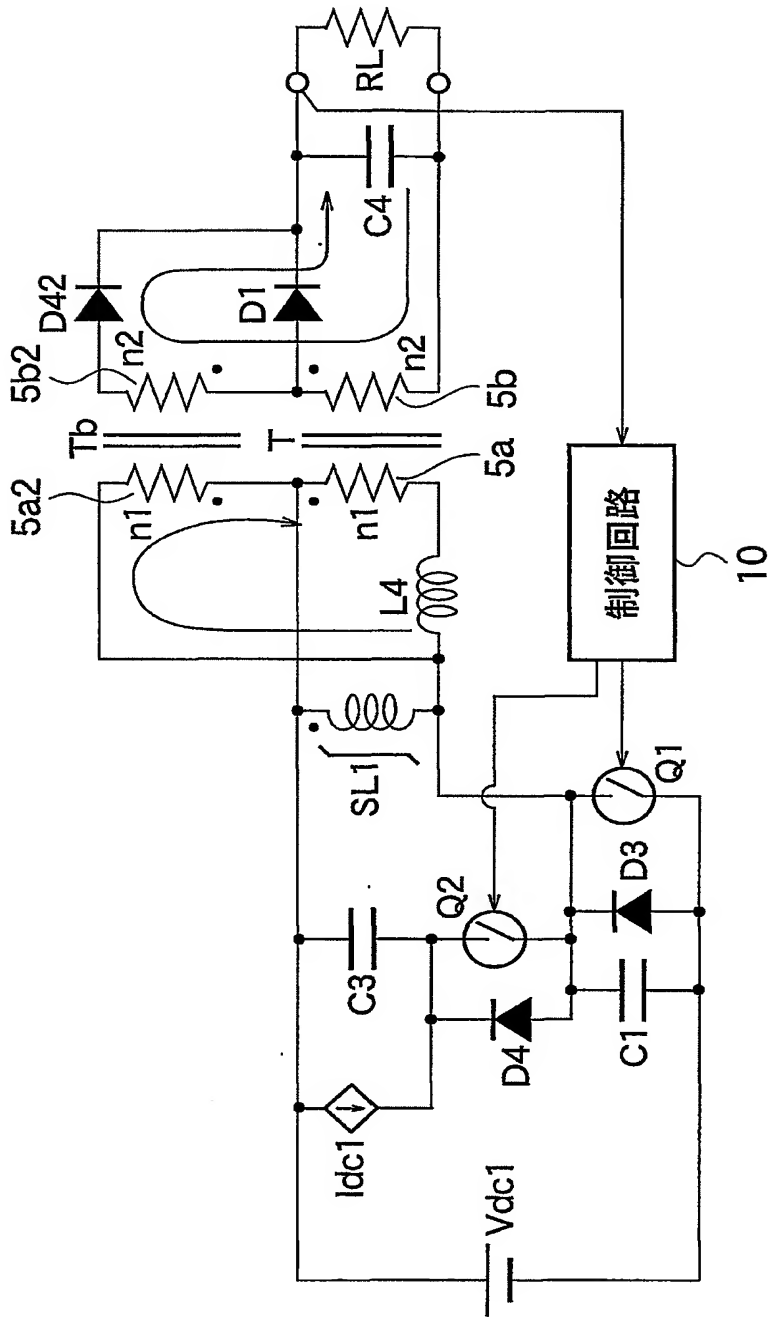 Vdc1
Idc1
C3
D4
Q2
C1
D3
Q1
SL1
L4
5a2
n1
Tb
T
n1
5a
5b2
n2
5b
n2
D42
D1
C4
RL
制御回路
10